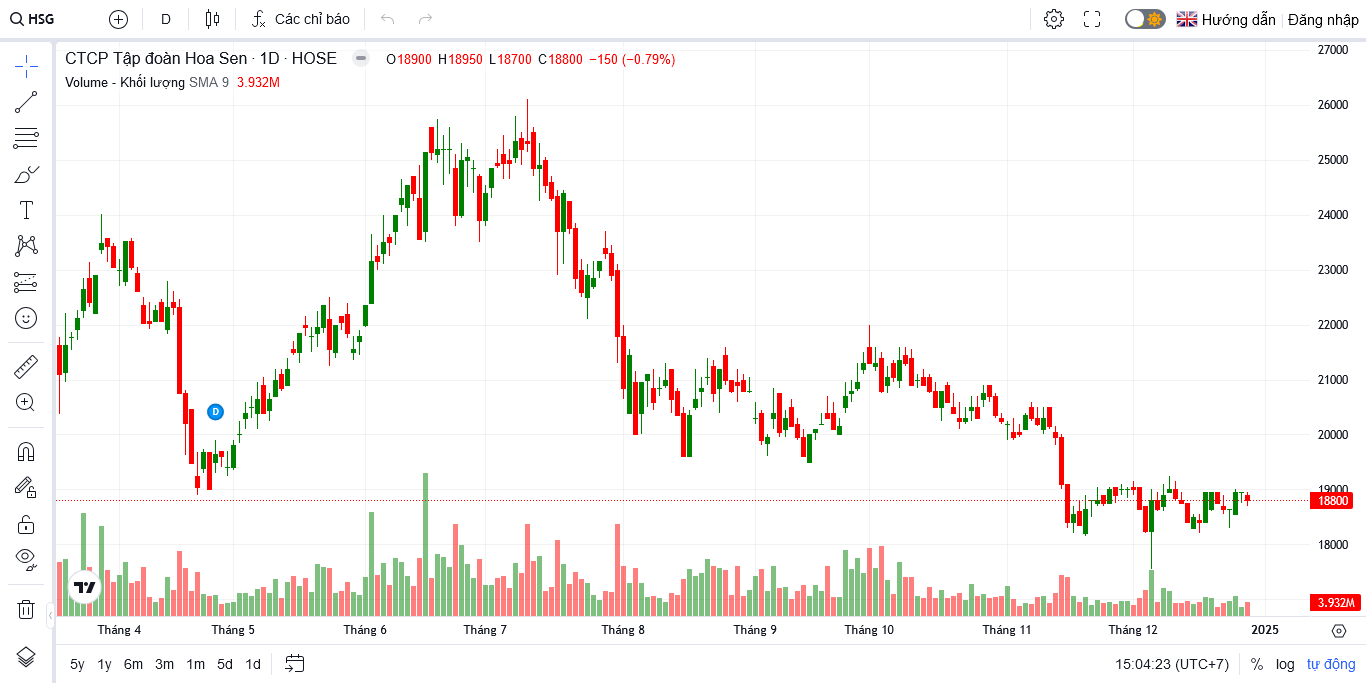 HSG D Các chỉ báo Hướng dẫn Đăng nhập
CTCP Tập đoàn Hoa Sen · 1D · HOSE O18900 H18950 L18700 C18800 −150 (−0.79%)
Volume - Khối lượng SMA 9 3.932M
27000
26000
25000
24000
23000
22000
21000
D
20000
19000
18800
18000
3.932M
Tháng 4 Tháng 5 Tháng 6 Tháng 7 Tháng 8 Tháng 9 Tháng 10 Tháng 11 Tháng 12 2025
5y 1y 6m 3m 1m 5d 1d 15:04:23 (UTC+7) % log tự động